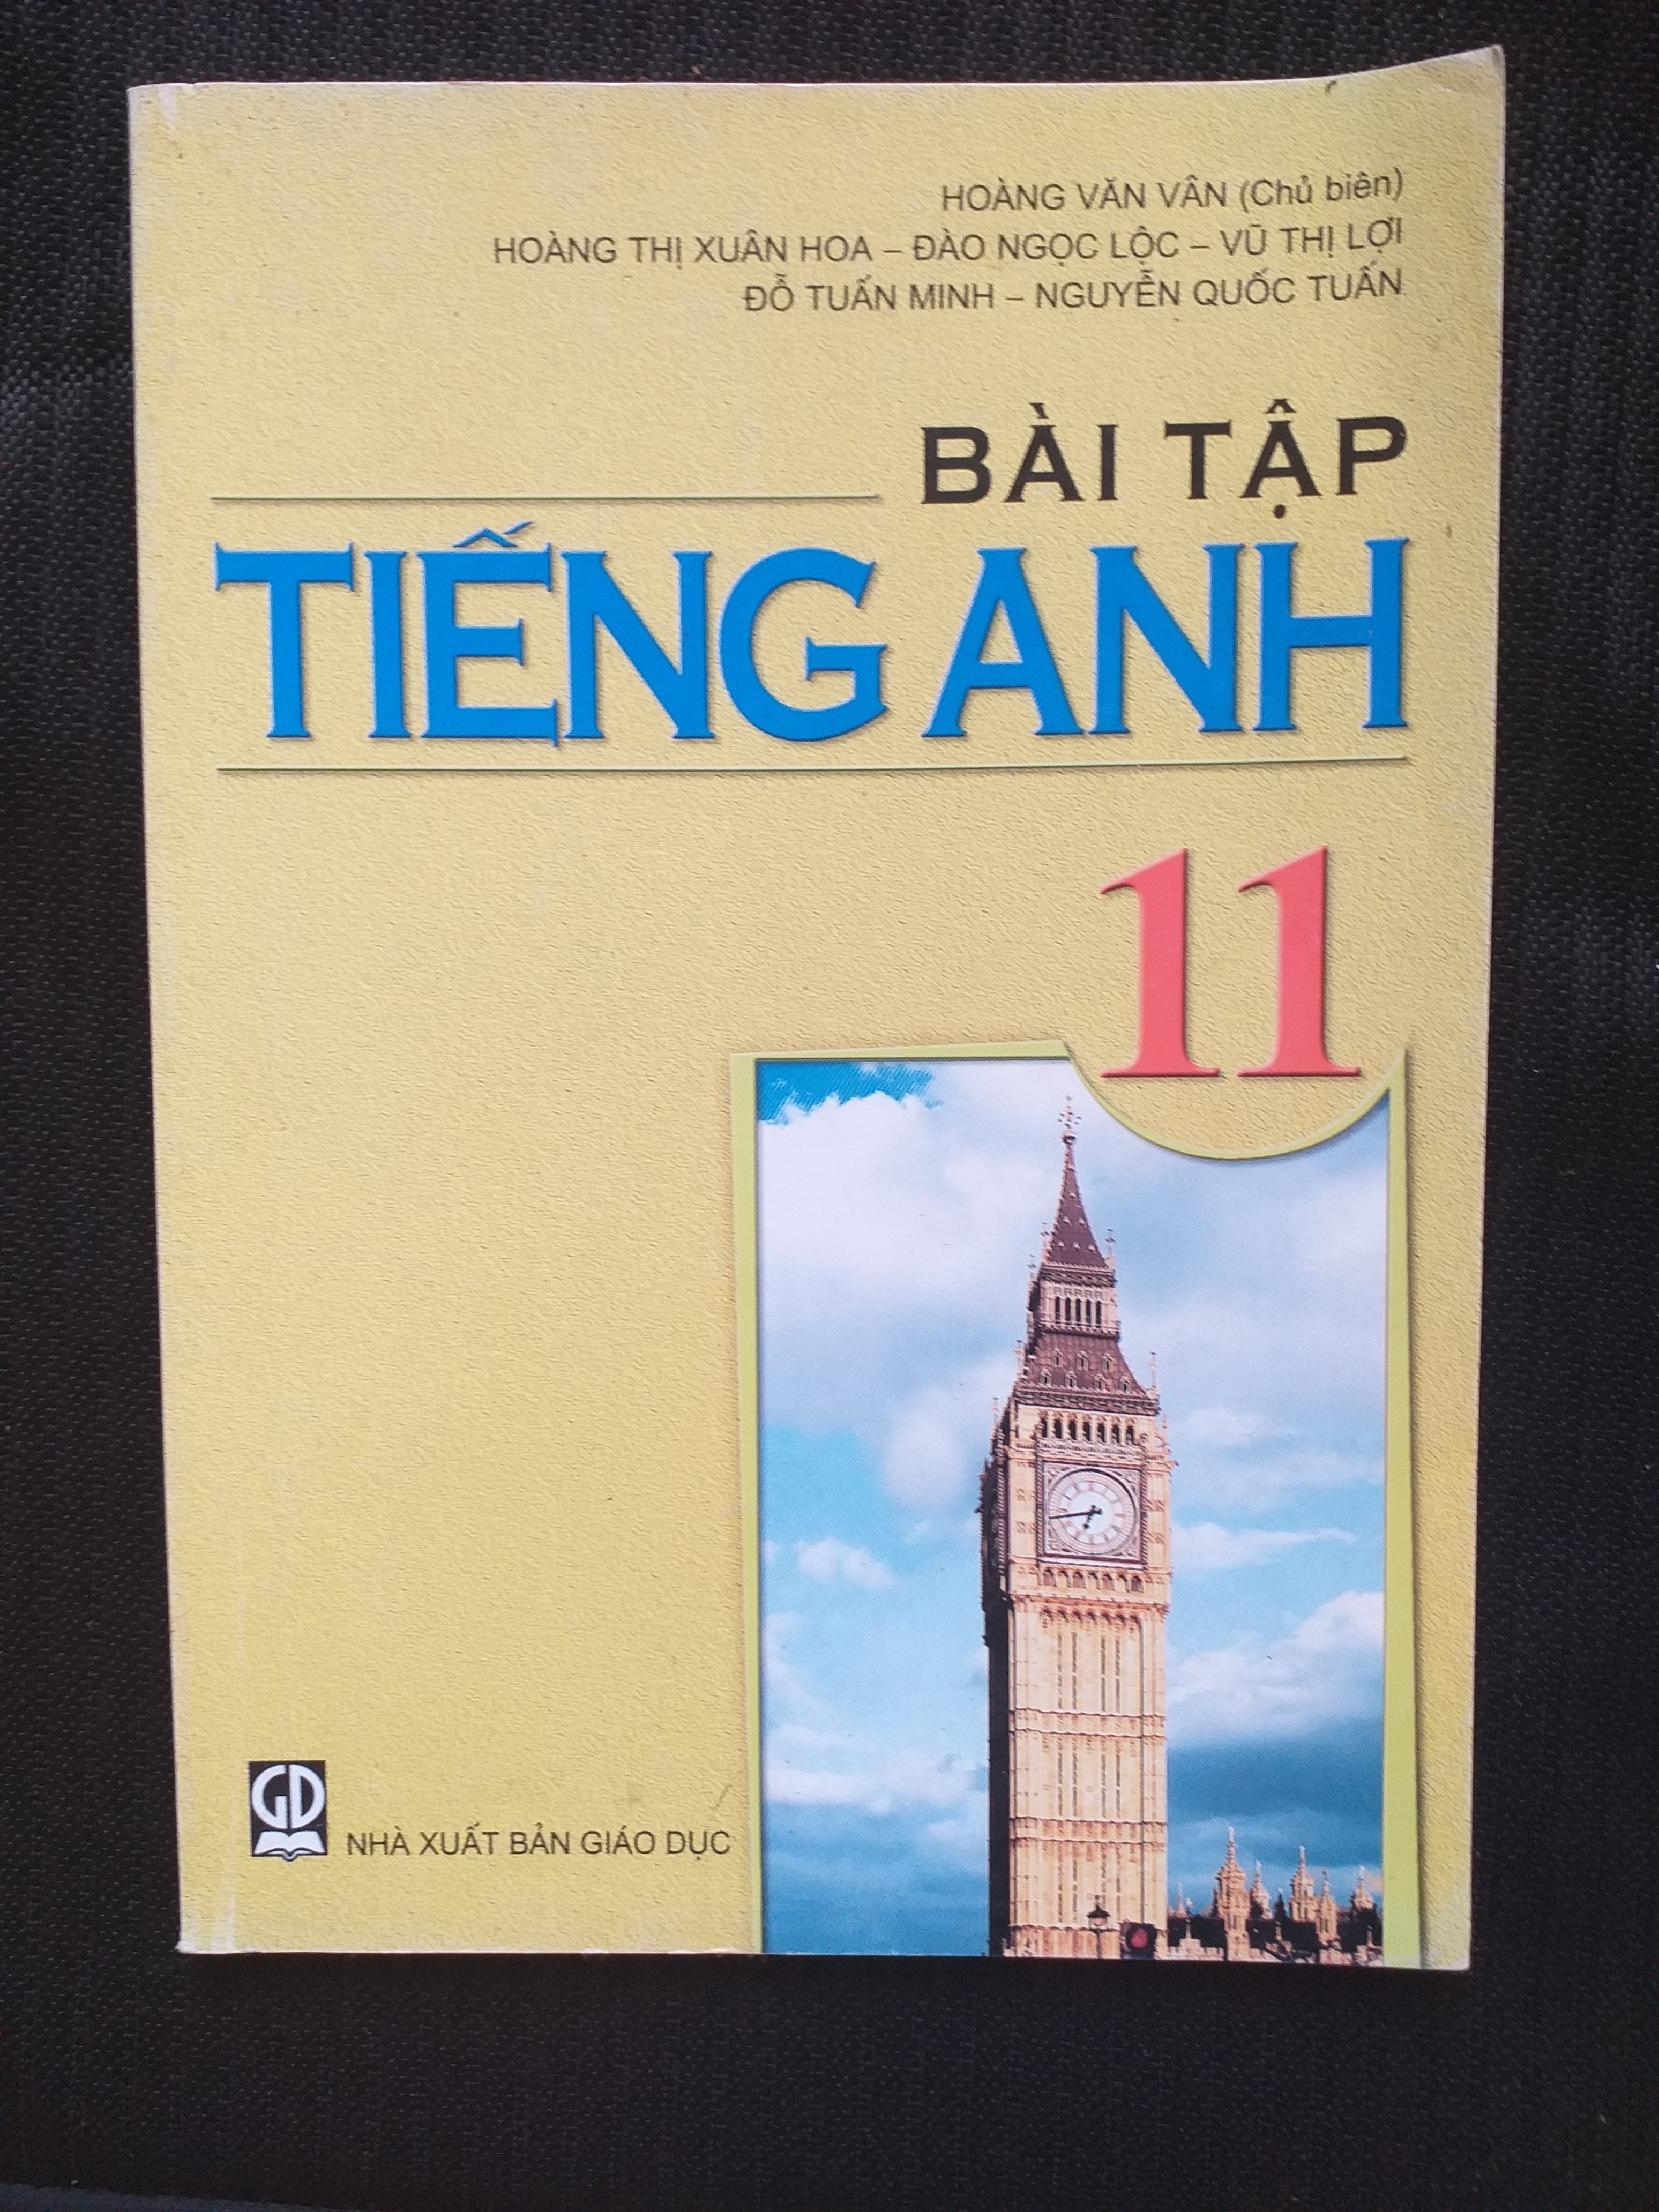 HOÀNG VĂN VÂN (Chủ biên)
HOÀNG THỊ XUÂN HOA – ĐÀO NGỌC LỘC – VŨ THỊ LỢI
ĐỖ TUẤN MINH – NGUYỄN QUỐC TUẤN
BÀI TẬP
TIẾNG ANH
11
GD
NHÀ XUẤT BẢN GIÁO DỤC